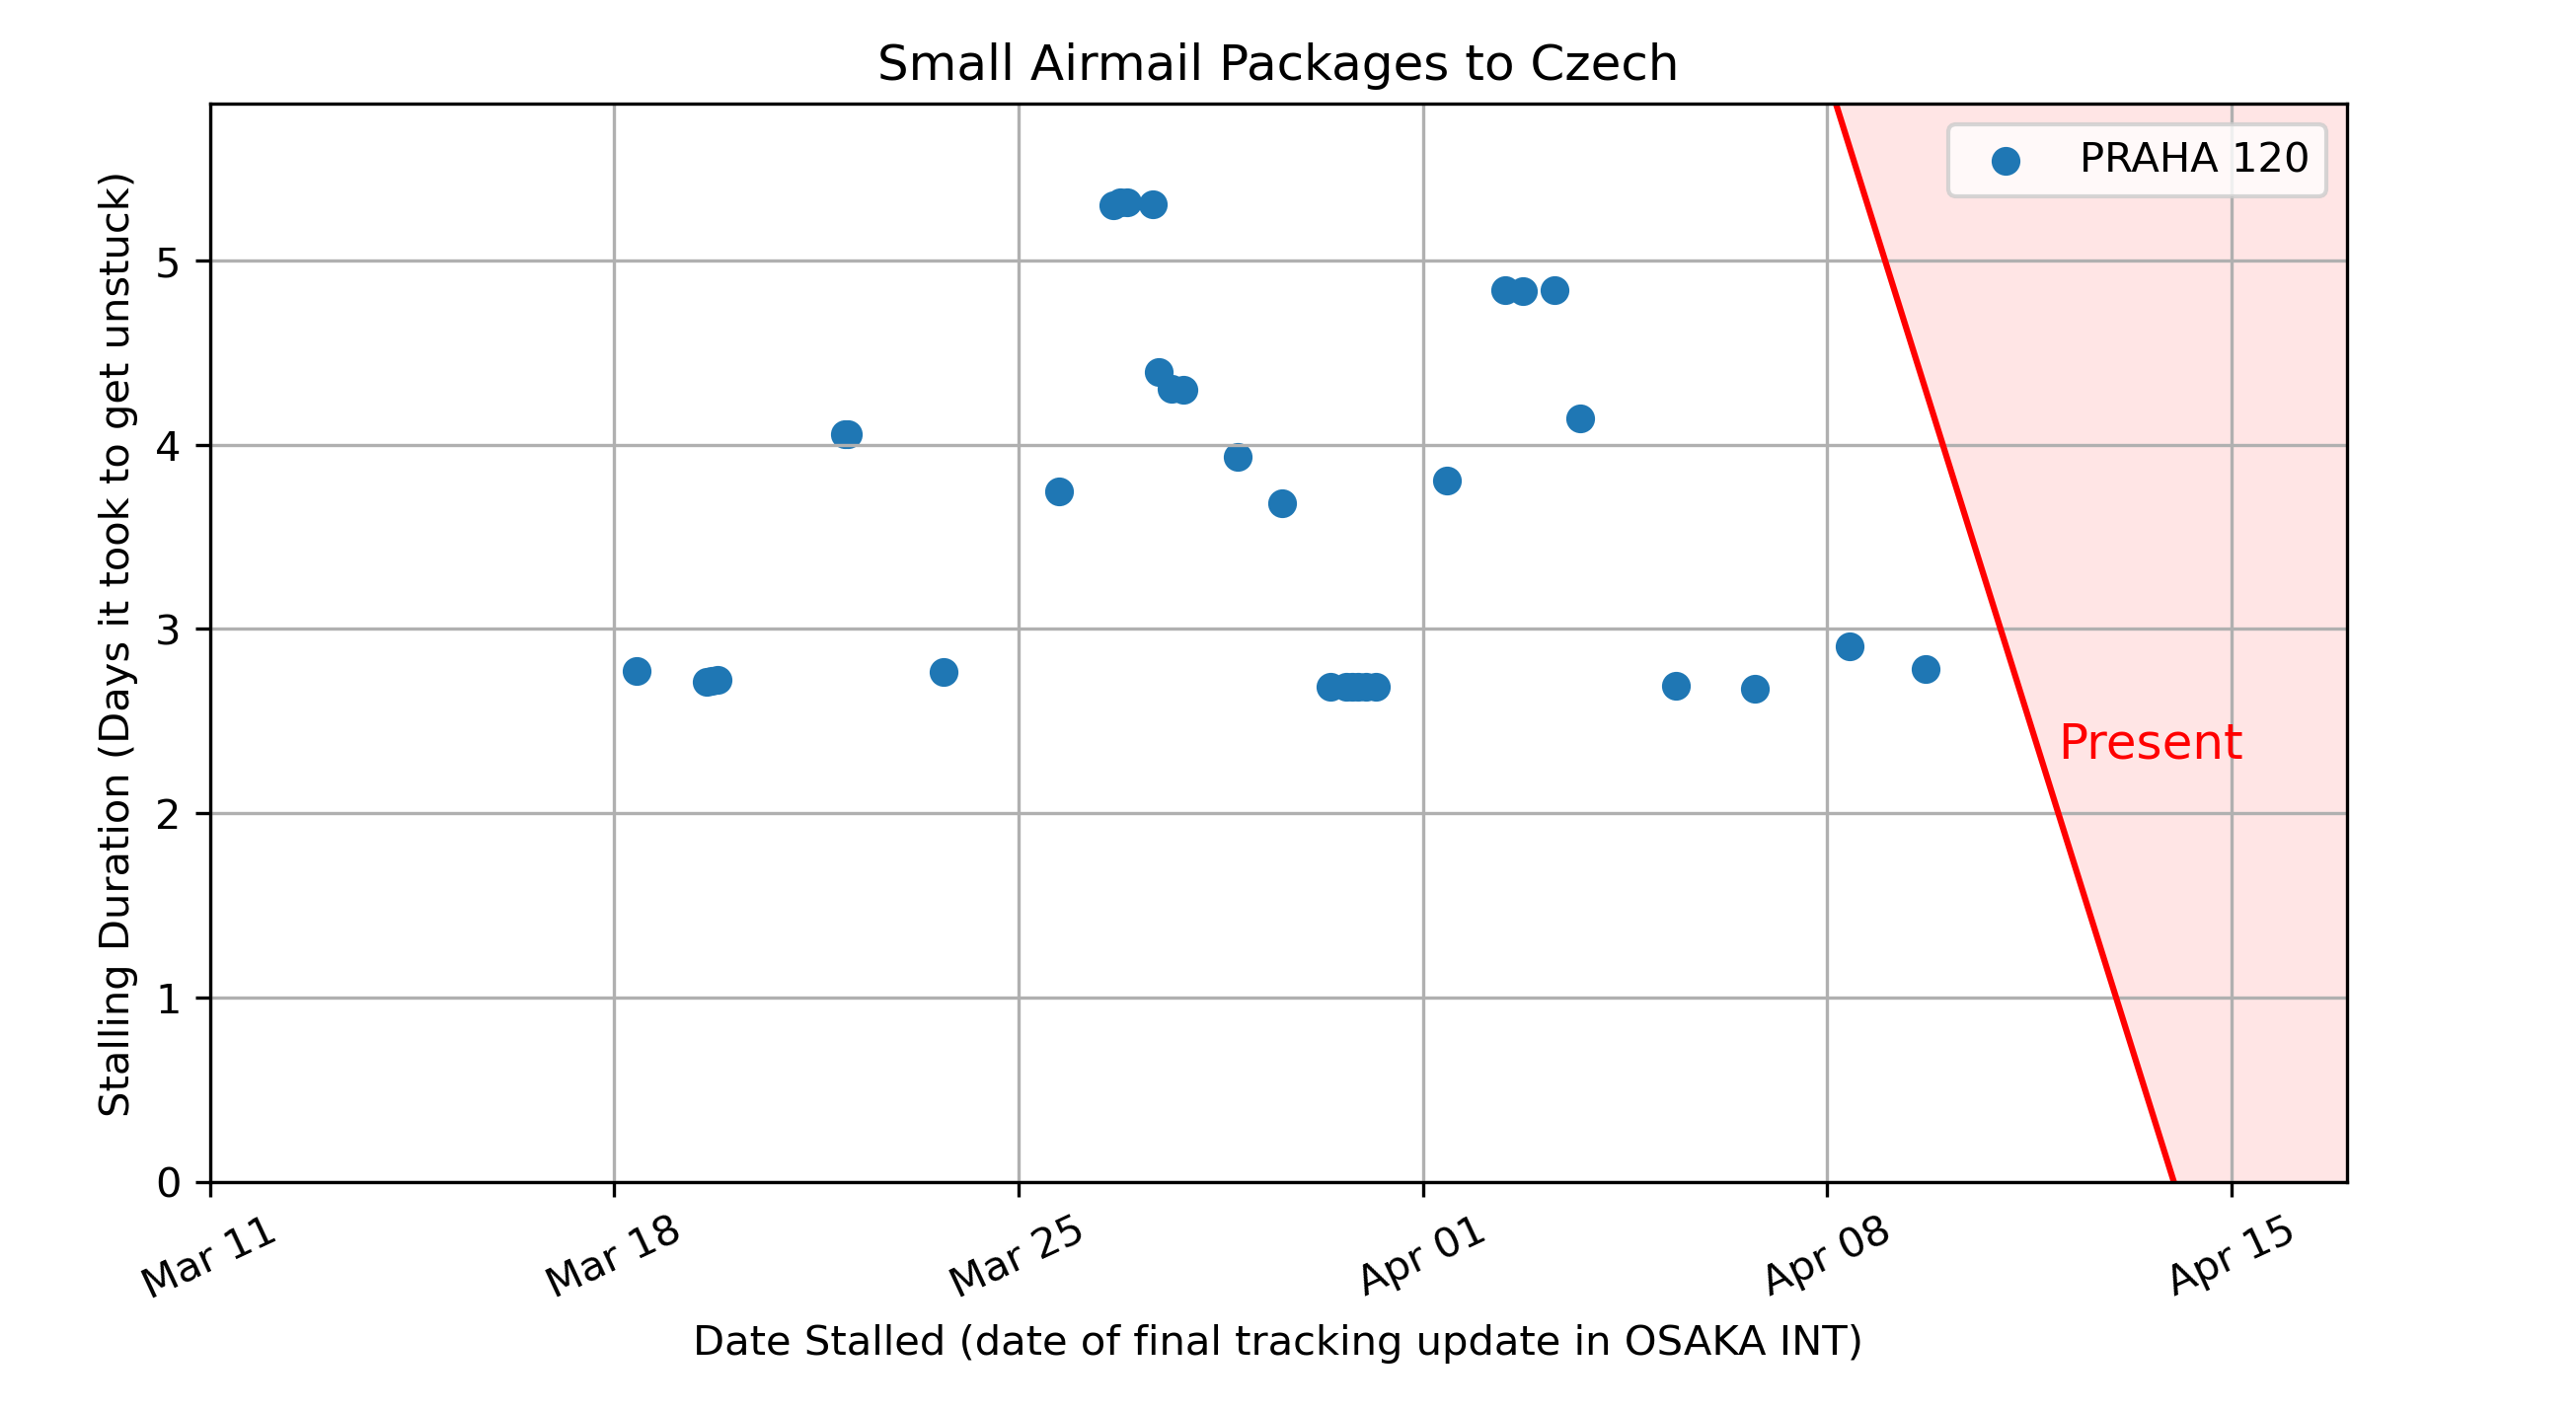 Small Airmail Packages to Czech
PRAHA 120
Stalling Duration (Days it took to get unstuck)
5
4
3
2
1
0
Present
Mar 11
Mar 18
Mar 25
Apr 01
Apr 08
Apr 15
Date Stalled (date of final tracking update in OSAKA INT)